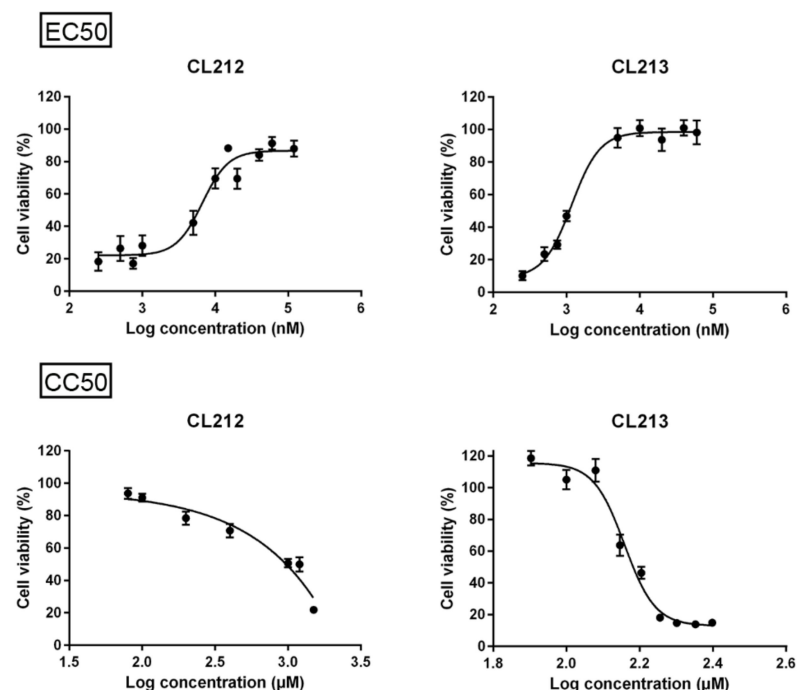 EC50
CL212
Cell viability (%)
120
100
80
60
40
20
0
2 3 4 5 6
Log concentration (nM)
CL213
Cell viability (%)
120
100
80
60
40
20
0
2 3 4 5 6
Log concentration (nM)
CC50
CL212
Cell viability (%)
120
100
80
60
40
20
0
1.5 2.0 2.5 3.0 3.5
Log concentration (µM)
CL213
Cell viability (%)
120
100
80
60
40
20
0
1.8 2.0 2.2 2.4 2.6
Log concentration (µM)